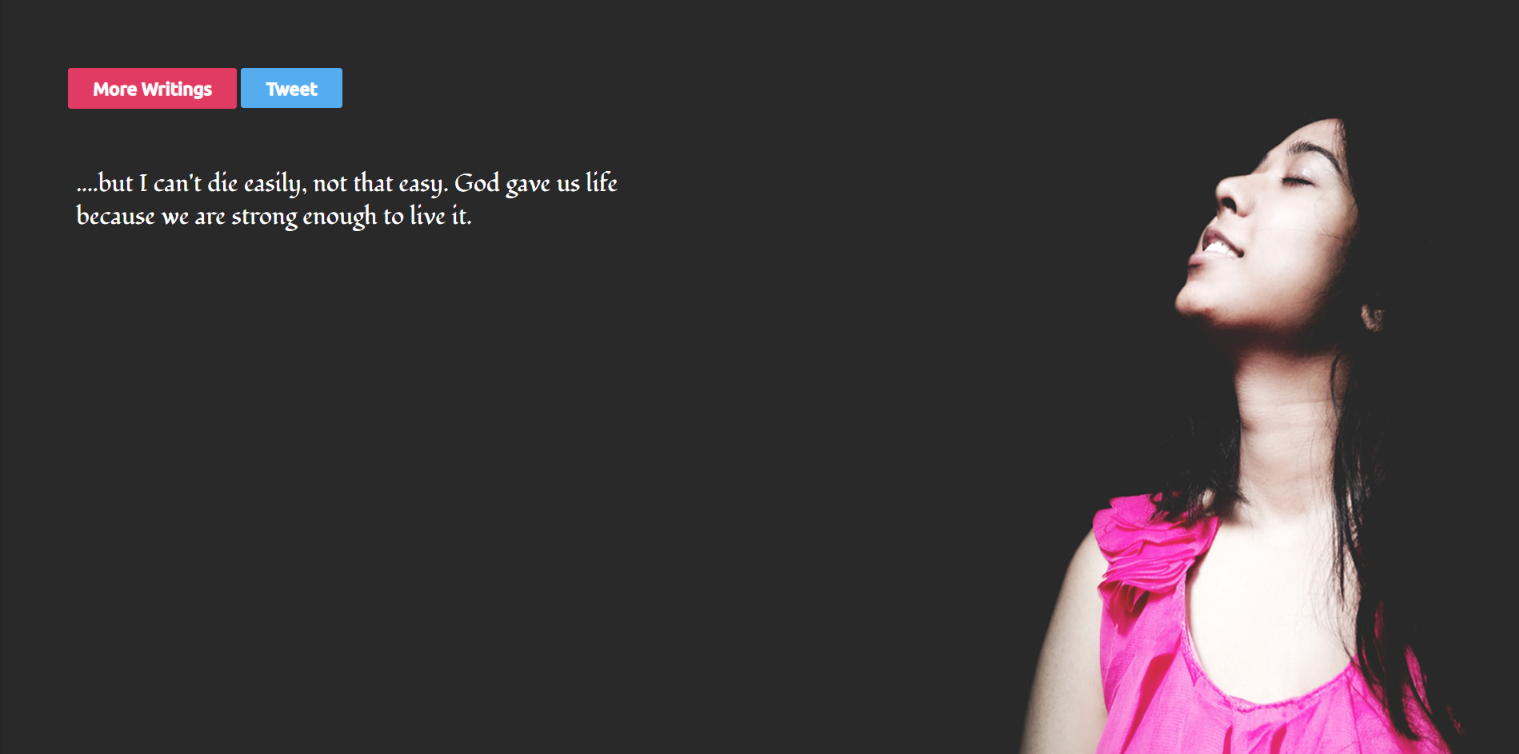 More Writings
Tweet
....but I can't die easily, not that easy. God gave us life
because we are strong enough to live it.